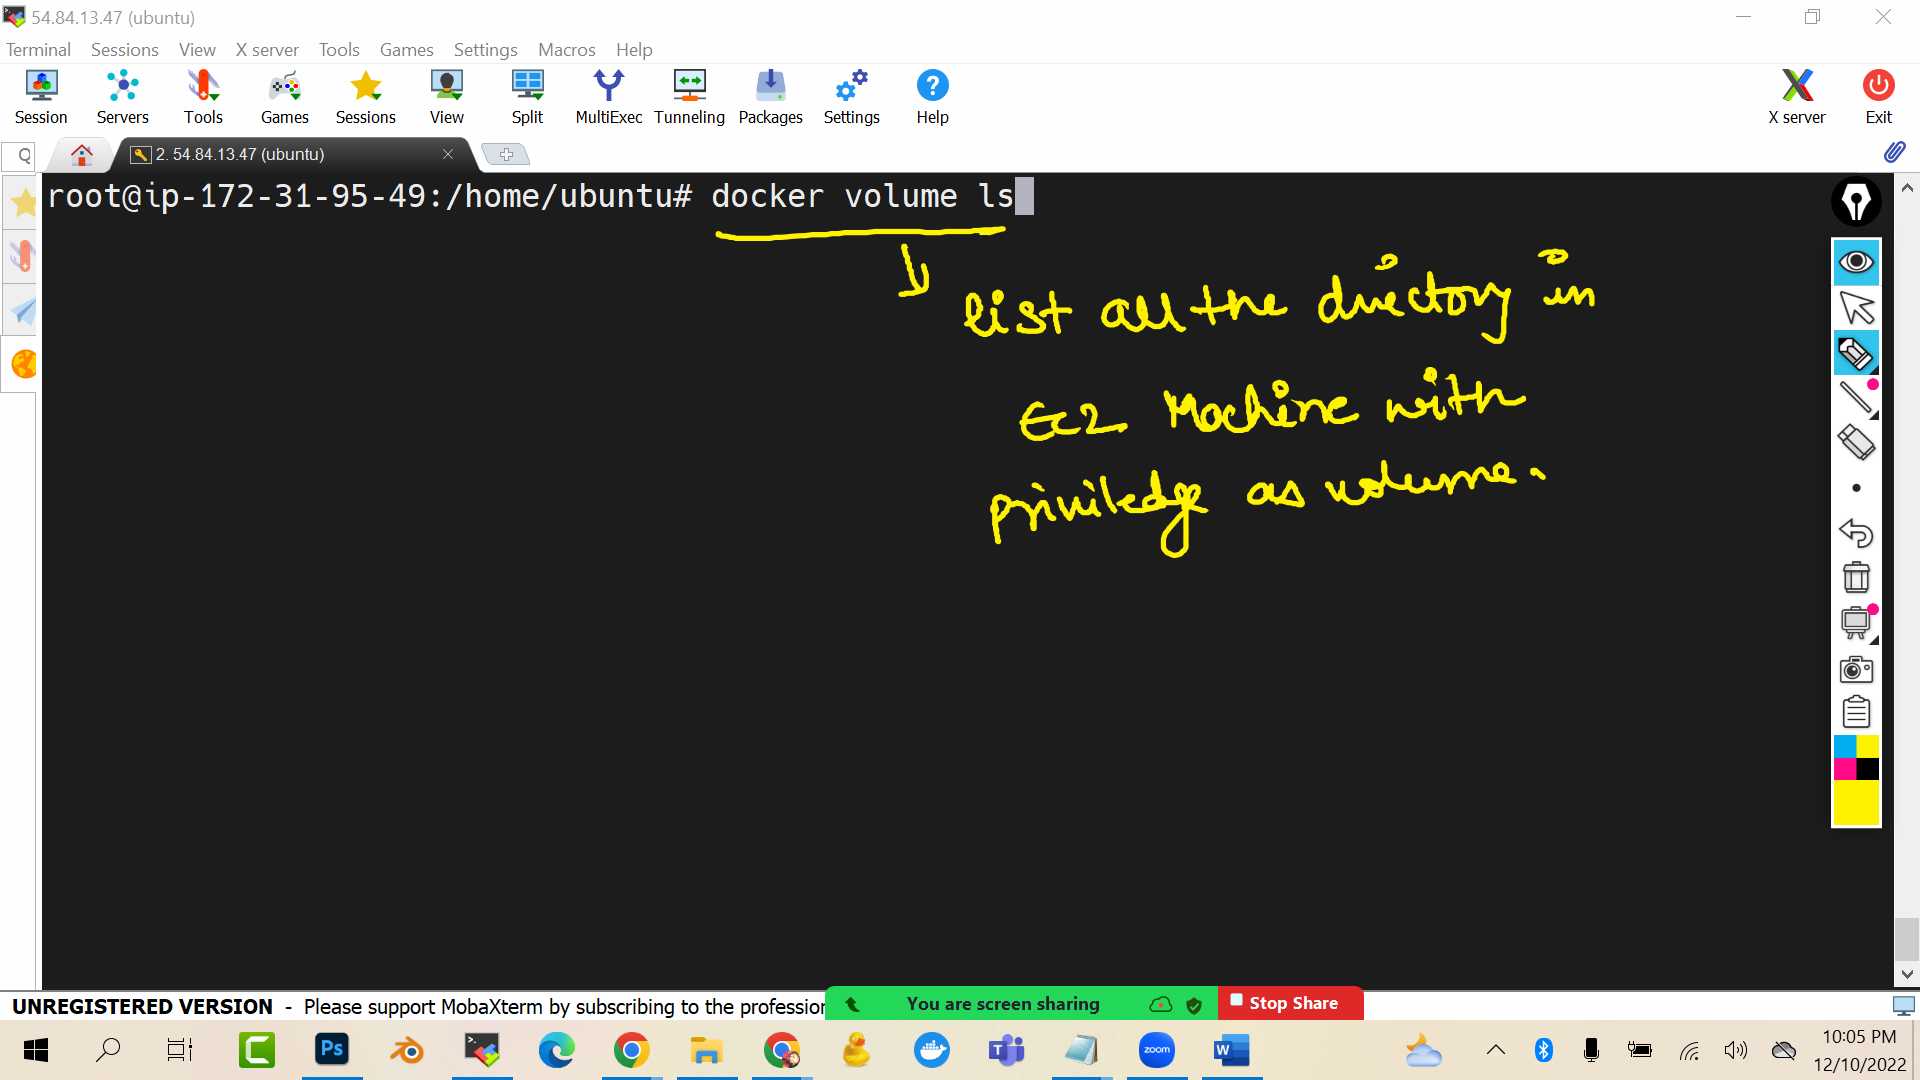 54.84.13.47 (ubuntu)
Terminal Sessions View X server Tools Games Settings Macros Help
Session Servers Tools Games Sessions View Split MultiExec Tunneling Packages Settings Help X server Exit
2. 54.84.13.47 (ubuntu)
root@ip-172-31-95-49:/home/ubuntu# docker volume ls
list all the directory in
EC2 Machine with
priviledge as volume.
UNREGISTERED VERSION - Please support MobaXterm by subscribing to the profession
You are screen sharing Stop Share
Ps zoom W
10:05 PM
12/10/2022